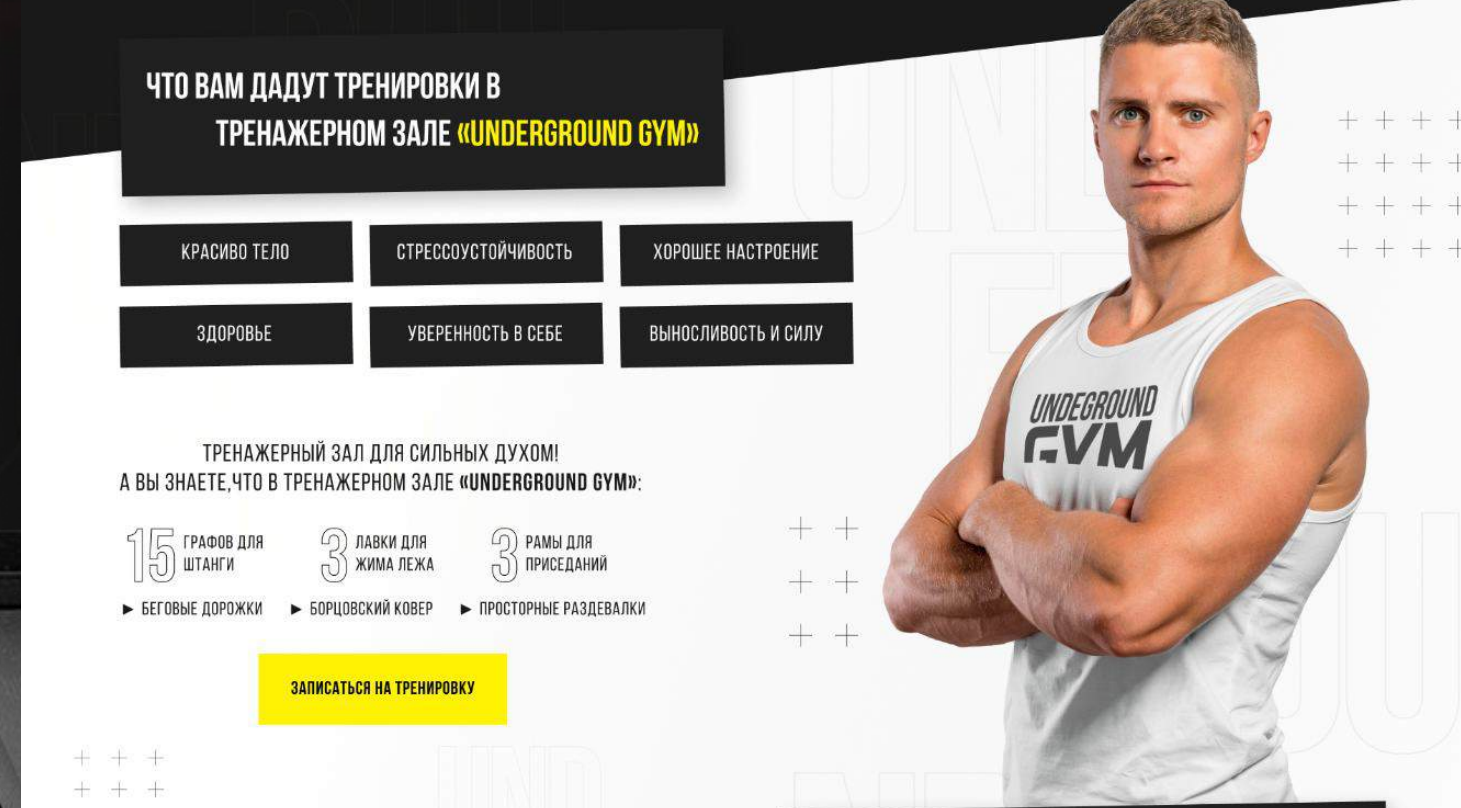 ЧТО ВАМ ДАДУТ ТРЕНИРОВКИ В
ТРЕНАЖЕРНОМ ЗАЛЕ «UNDERGROUND GYM»
КРАСИВО ТЕЛО
СТРЕССОУСТОЙЧИВОСТЬ
ХОРОШЕЕ НАСТРОЕНИЕ
ЗДОРОВЬЕ
УВЕРЕННОСТЬ В СЕБЕ
ВЫНОСЛИВОСТЬ И СИЛУ
ТРЕНАЖЕРНЫЙ ЗАЛ ДЛЯ СИЛЬНЫХ ДУХОМ!
А ВЫ ЗНАЕТЕ,ЧТО В ТРЕНАЖЕРНОМ ЗАЛЕ «UNDERGROUND GYM»:
15 ГРАФОВ ДЛЯ
ШТАНГИ
3 ЛАВКИ ДЛЯ
ЖИМА ЛЕЖА
3 РАМЫ ДЛЯ
ПРИСЕДАНИЙ
► БЕГОВЫЕ ДОРОЖКИ
► БОРЦОВСКИЙ КОВЕР
► ПРОСТОРНЫЕ РАЗДЕВАЛКИ
ЗАПИСАТЬСЯ НА ТРЕНИРОВКУ
UNDEGROUND
GYM